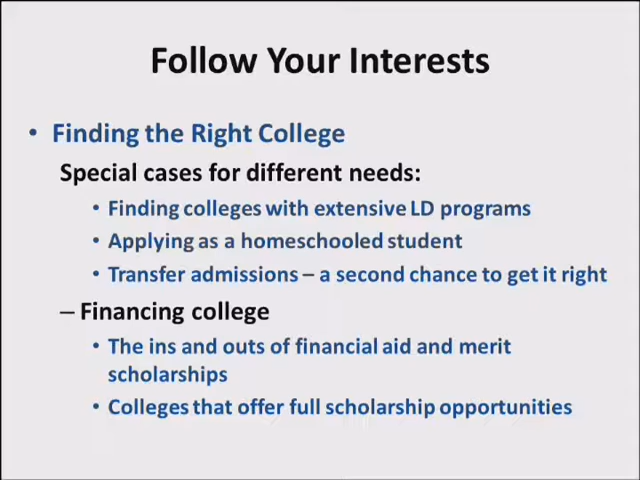 Follow Your Interests
• Finding the Right College
Special cases for different needs:
• Finding colleges with extensive LD programs
• Applying as a homeschooled student
• Transfer admissions – a second chance to get it right
– Financing college
• The ins and outs of financial aid and merit
scholarships
• Colleges that offer full scholarship opportunities